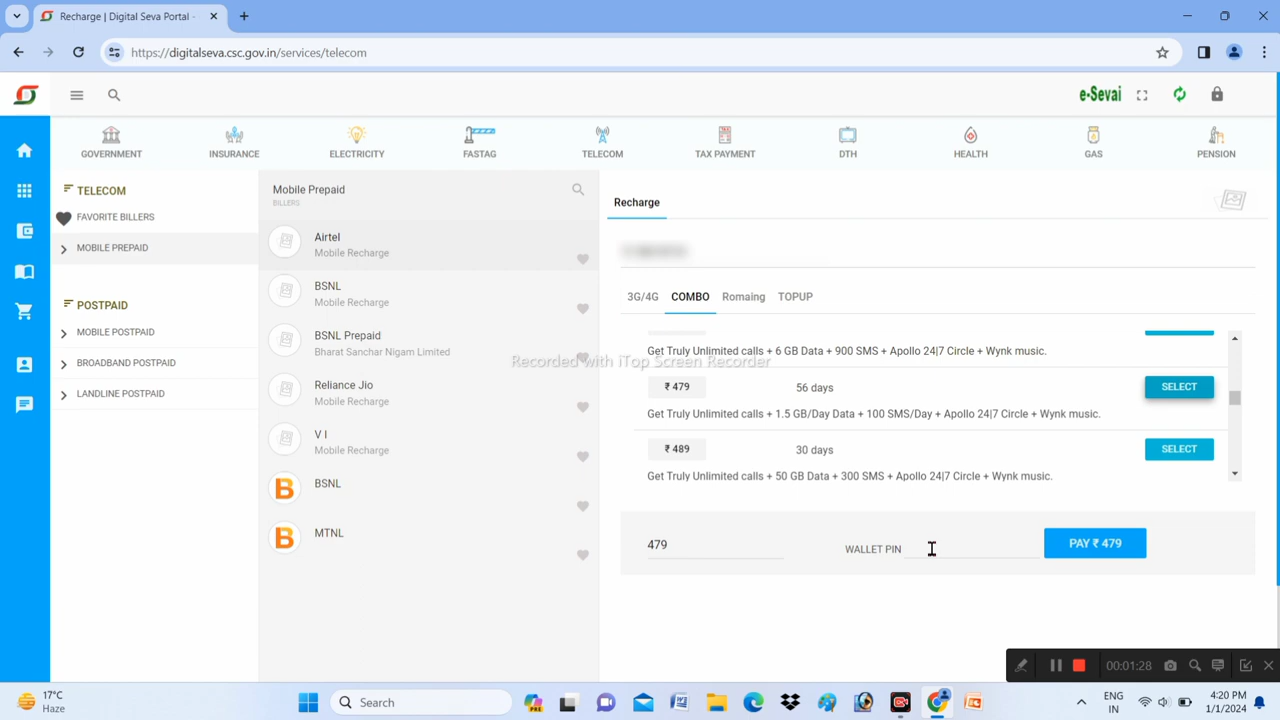 Recharge | Digital Seva Portal -
https://digitalseva.csc.gov.in/services/telecom
e-Sevai
GOVERNMENT
INSURANCE
ELECTRICITY
FASTAG
TELECOM
TAX PAYMENT
DTH
HEALTH
GAS
PENSION
TELECOM
FAVORITE BILLERS
MOBILE PREPAID
POSTPAID
MOBILE POSTPAID
BROADBAND POSTPAID
LANDLINE POSTPAID
Mobile Prepaid
BILLERS
Airtel
Mobile Recharge
BSNL
Mobile Recharge
BSNL Prepaid
Bharat Sanchar Nigam Limited
Reliance Jio
Mobile Recharge
V I
Mobile Recharge
BSNL
MTNL
Recharge
3G/4G COMBO Romaing TOPUP
Get Truly Unlimited calls + 6 GB Data + 900 SMS + Apollo 24|7 Circle + Wynk music.
Recorded with iTop Screen Recorder
₹ 479 56 days SELECT
Get Truly Unlimited calls + 1.5 GB/Day Data + 100 SMS/Day + Apollo 24|7 Circle + Wynk music.
₹ 489 30 days SELECT
Get Truly Unlimited calls + 50 GB Data + 300 SMS + Apollo 24|7 Circle + Wynk music.
479 WALLET PIN PAY ₹ 479
00:01:28
17°C
Haze
Search
ENG
IN
4:20 PM
1/1/2024